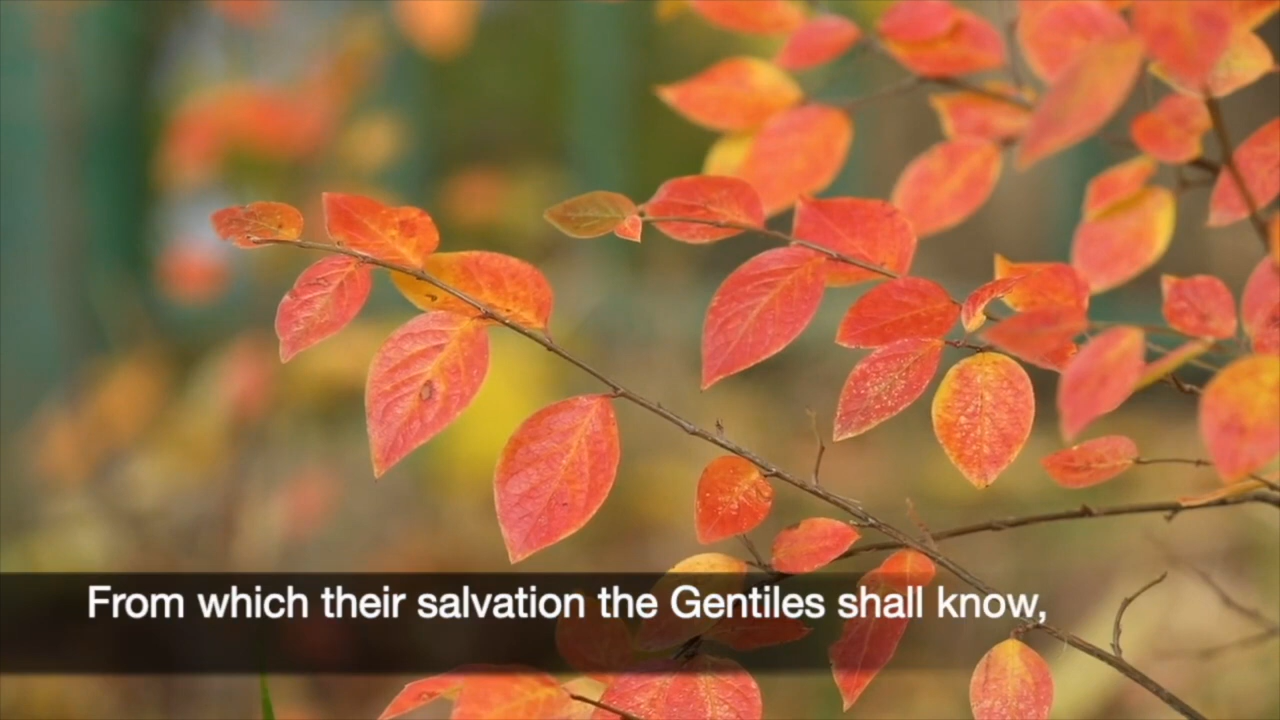 From which their salvation the Gentiles shall know,